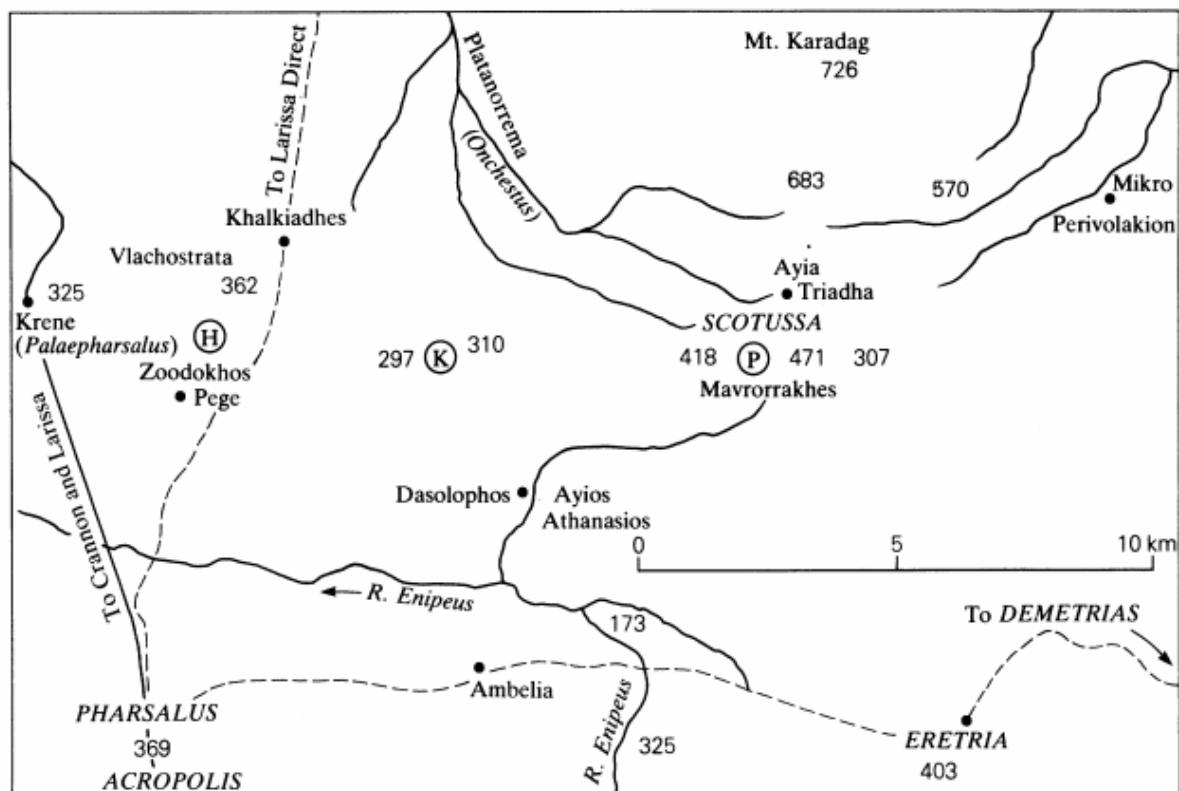 Mt. Karadag
726
To Larissa Direct
Platanorrema
(Onchestus)
683
570
Mikro
Perivolakion
Khalkiadhes
Vlachostrata
362
325
Krene
(Palaepharsalus)
H
Zoodokhos
Pege
Ayia
Triadha
SCOTUSSA
297
K
310
418
P
471
307
Mavrorrakhes
To Crannon and Larissa
Dasolophos
Ayios
Athanasios
0
5
10 km
R. Enipeus
173
To DEMETRIAS
Ambelia
R. Enipeus
325
PHARSALUS
369
ACROPOLIS
ERETRIA
403